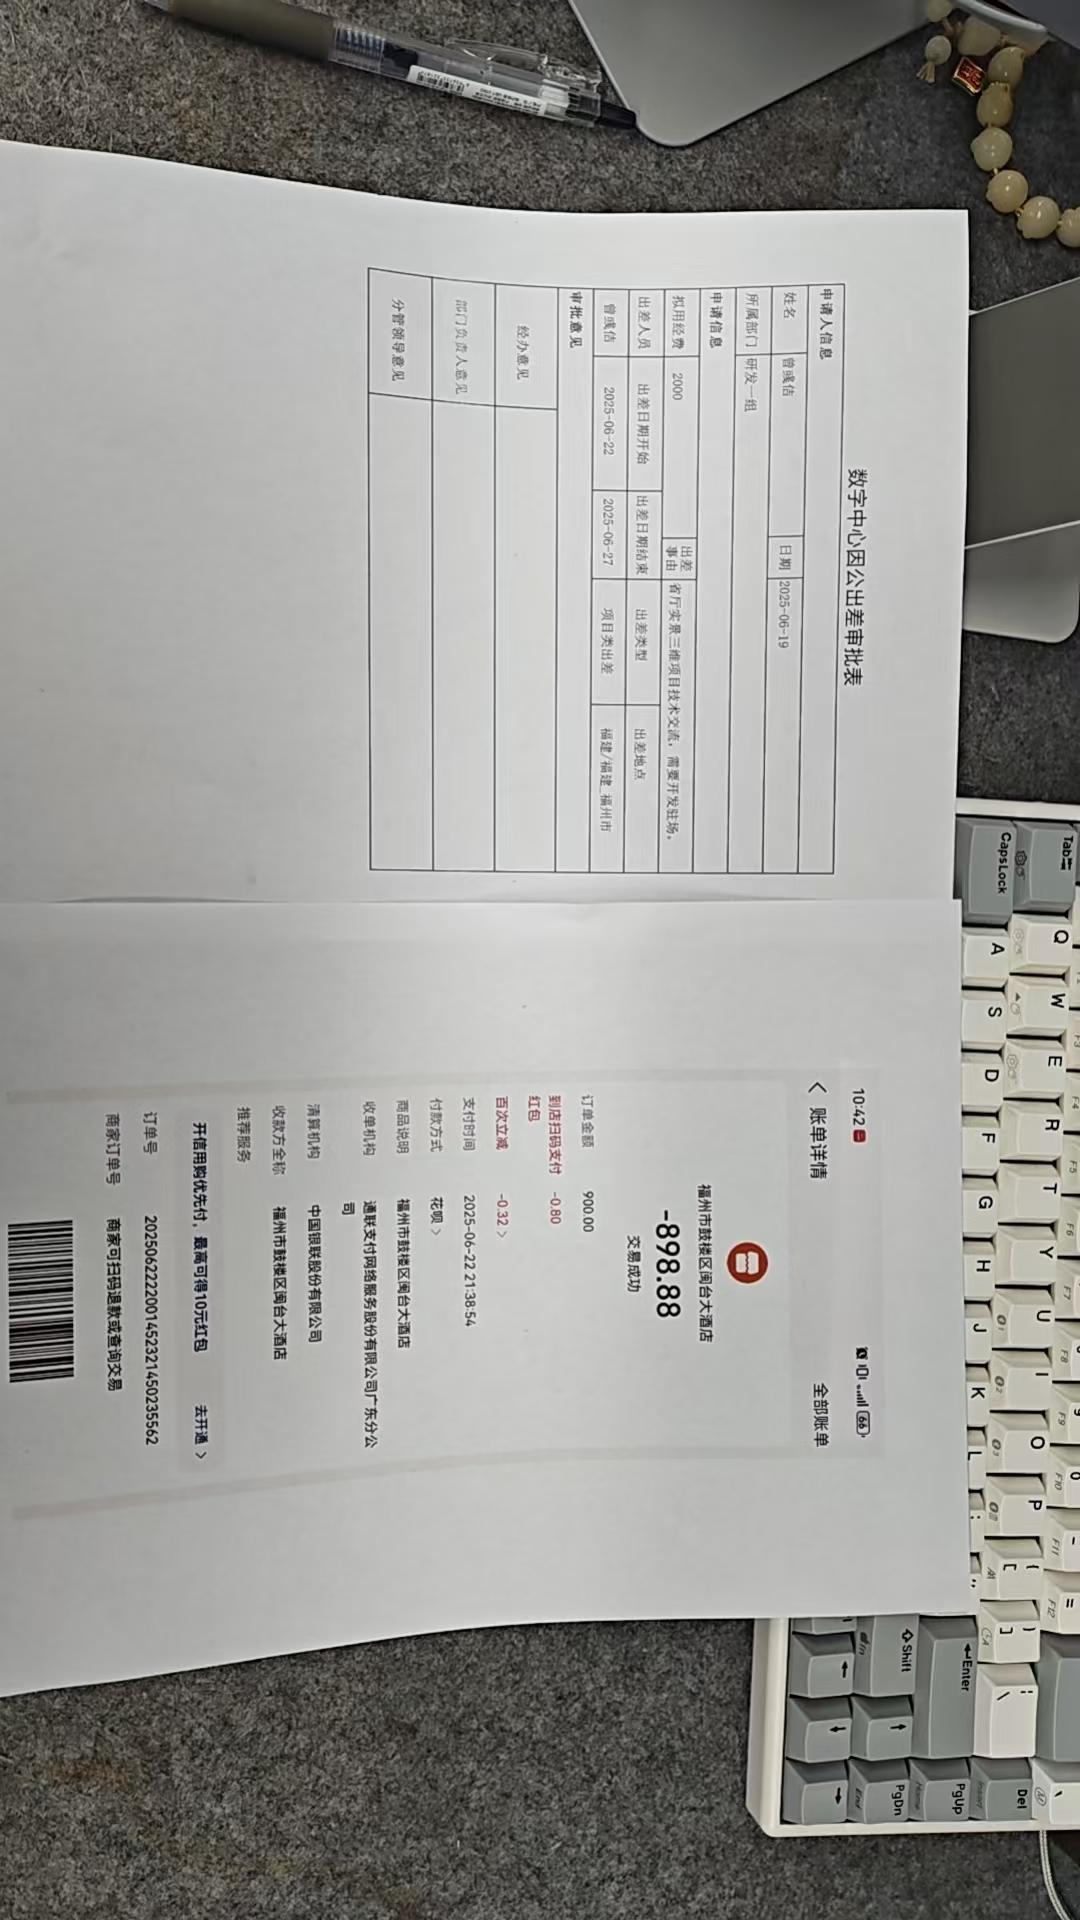 数字中心因公出差审批表
申请人信息
姓名 曾彧佶 日期 2025-06-19
所属部门 研发一组
申请信息
拟用经费 2000 出差事由 省厅实景三维项目技术交流，需要开发驻场。
出差人员 出差日期开始 出差日期结束 出差类型 出差地点
曾彧佶 2025-06-22 2025-06-27 项目类出差 福建/福建_福州市
审批意见
经办意见
部门负责人意见
分管领导意见
10:42 66
账单详情 全部账单
福州市鼓楼区闽台大酒店
-898.88
交易成功
订单金额 900.00
到店扫码支付红包 -0.80
百次立减 -0.32
支付时间 2025-06-22 21:38:54
付款方式 花呗
商品说明 福州市鼓楼区闽台大酒店
收单机构 通联支付网络服务股份有限公司广东分公司
清算机构 中国银联股份有限公司
收款方全称 福州市鼓楼区闽台大酒店
推荐服务
开信用购优先付，最高可得10元红包 去开通
订单号 2025062222001452321450235562
商家订单号 商家可扫码退款或查询交易
Tab
Q W E R T Y U I O P
CapsLock
A S D F G H J K L
Enter
Shift
Del
PgUp
PgDn
End
F4 F5 F6 F7 F8 F9 F10 F11 F12